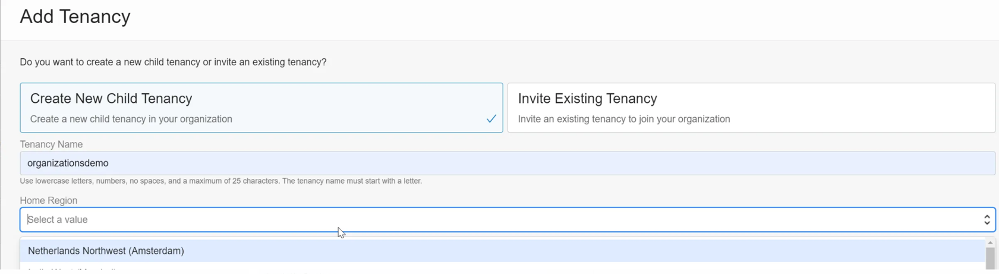 Add Tenancy
Do you want to create a new child tenancy or invite an existing tenancy?
Create New Child Tenancy
Create a new child tenancy in your organization
Invite Existing Tenancy
Invite an existing tenancy to join your organization
Tenancy Name
organizationsdemo
Use lowercase letters, numbers, no spaces, and a maximum of 25 characters. The tenancy name must start with a letter.
Home Region
Select a value
Netherlands Northwest (Amsterdam)